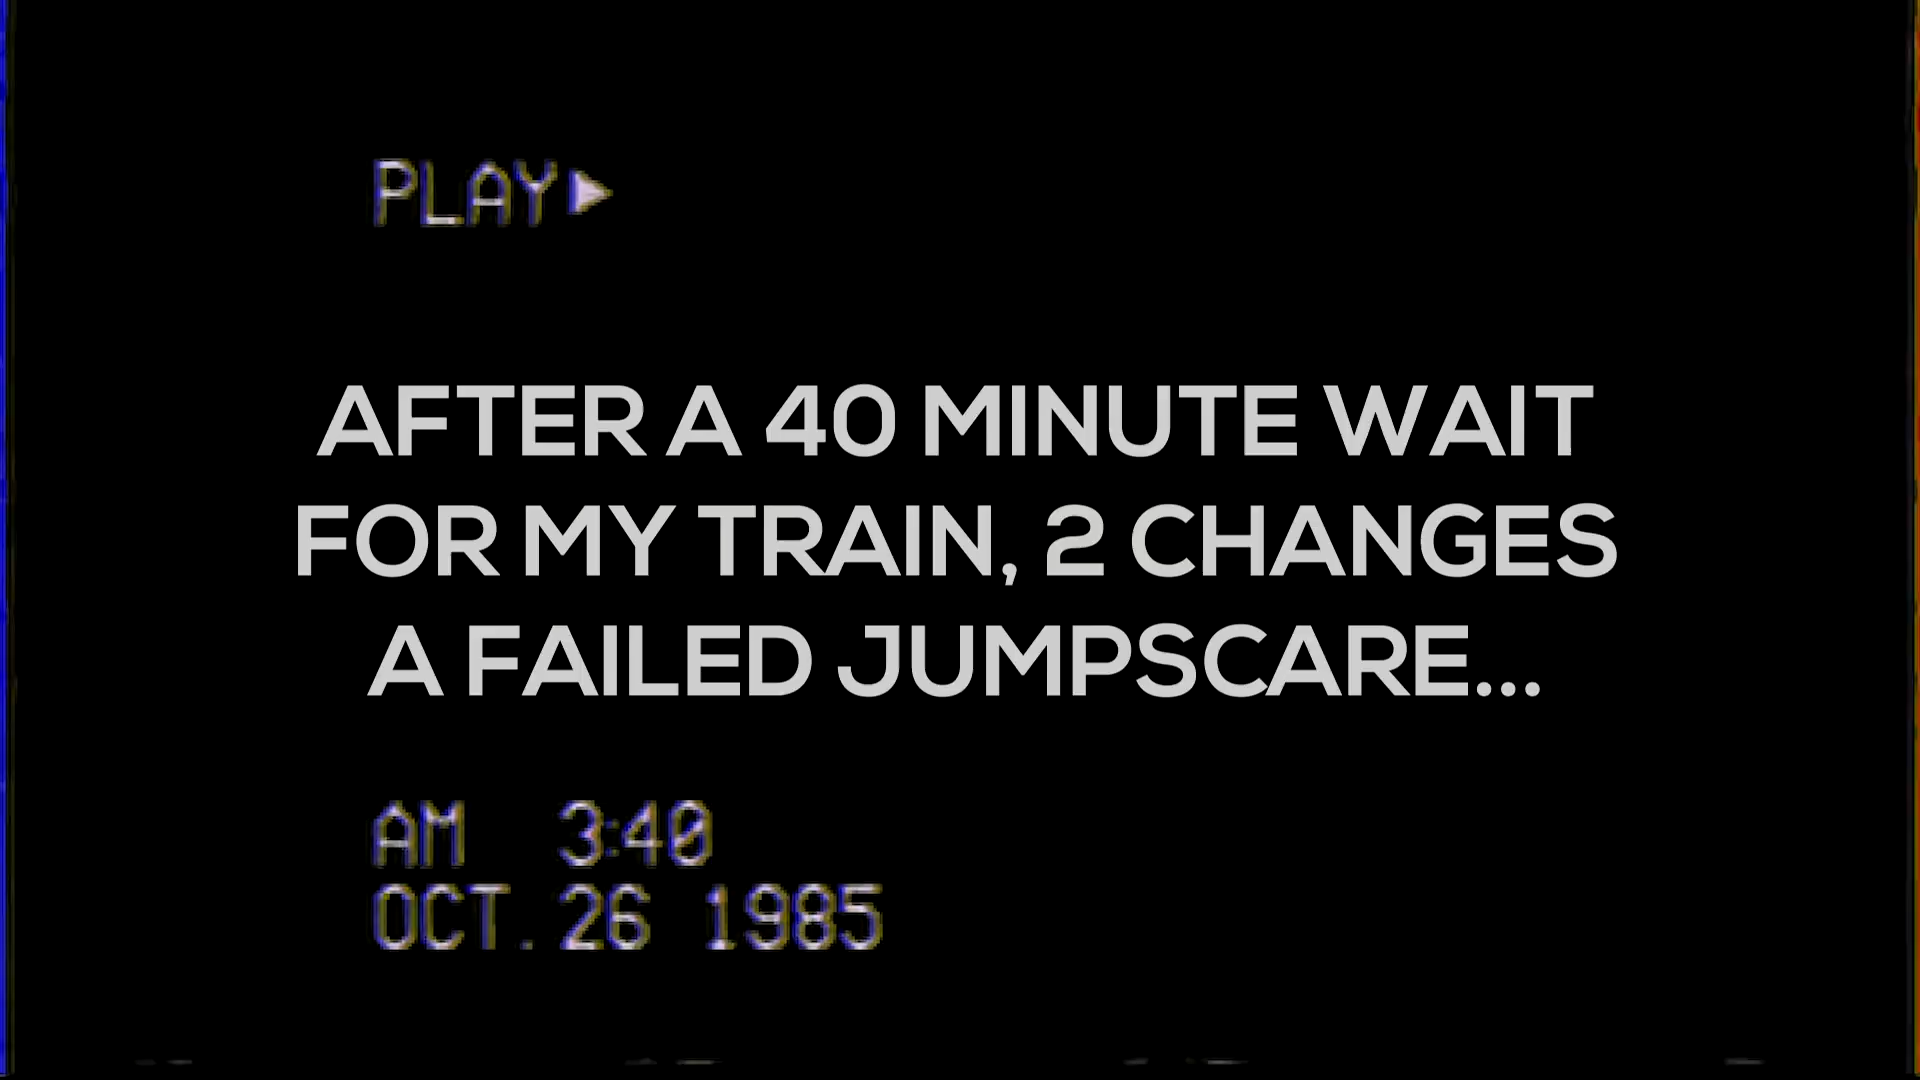 PLAY▶
AFTER A 40 MINUTE WAIT
FOR MY TRAIN, 2 CHANGES
A FAILED JUMPSCARE...
AM 3:40
OCT. 26 1985